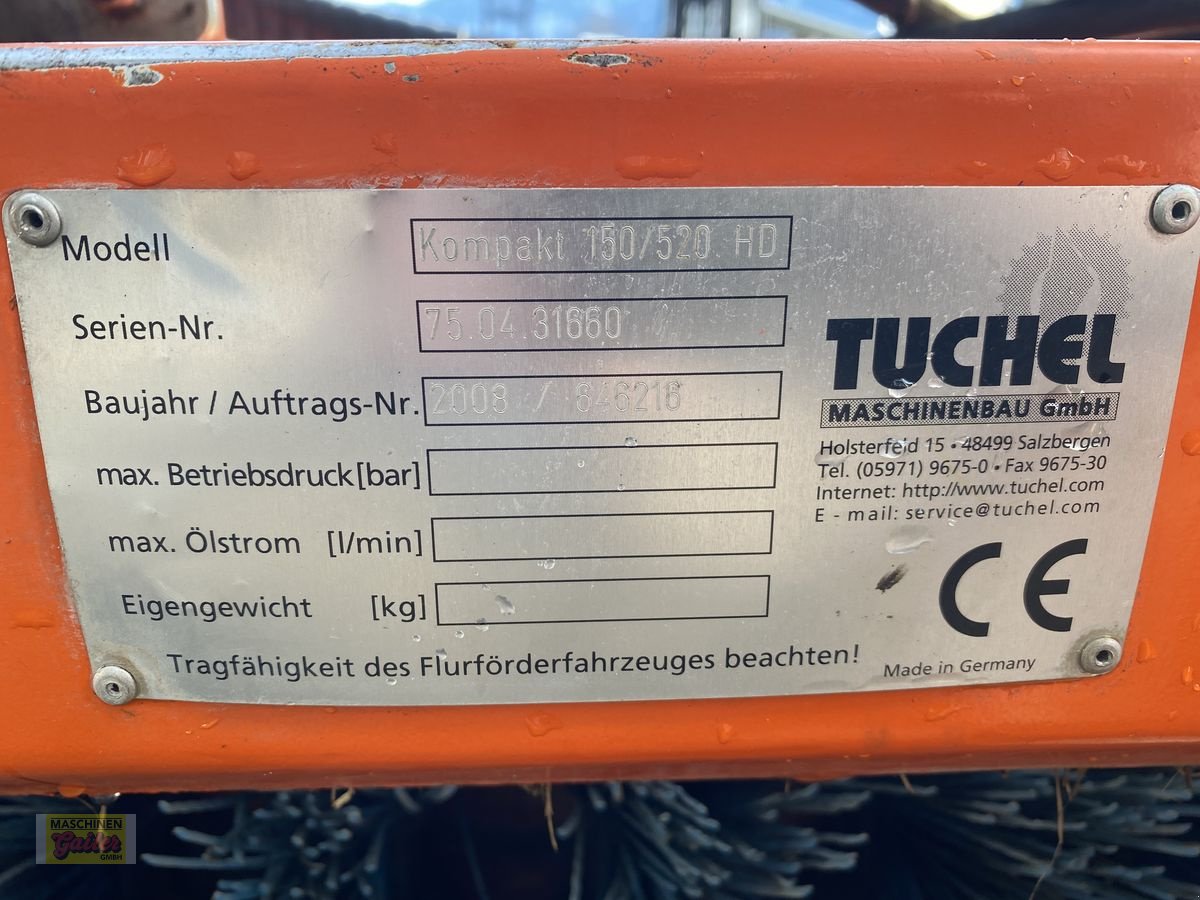 Modell Kompakt 150/520 HD
Serien-Nr. 75.04.31660
Baujahr / Auftrags-Nr. 2008 / 646216
max. Betriebsdruck [bar]
max. Ölstrom [l/min]
Eigengewicht [kg]
Tragfähigkeit des Flurförderfahrzeuges beachten!
TUCHEL
MASCHINENBAU GmbH
Holsterfeld 15 • 48499 Salzbergen
Tel. (05971) 9675-0 • Fax 9675-30
Internet: http://www.tuchel.com
E - mail: service@tuchel.com
CE
Made in Germany
MASCHINEN
Gailer
GMBH